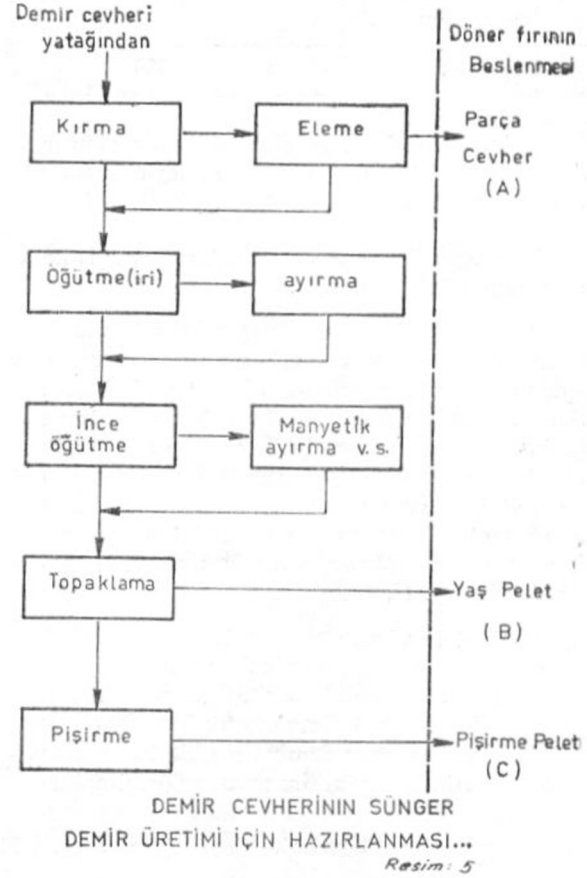 Demir cevheri
yatağından
Döner fırının
Beslenmesi
Kırma
Eleme
Parça
Cevher
(A)
Öğütme(iri)
ayırma
İnce
öğütme
Manyetik
ayırma v.s.
Topaklama
Yaş Pelet
(B)
Pişirme
Pişirme Pelet
(C)
DEMİR CEVHERİNIN SÜNGER
DEMİR ÜRETİMİ İÇİN HAZIRLANMASI...
Resim: 5